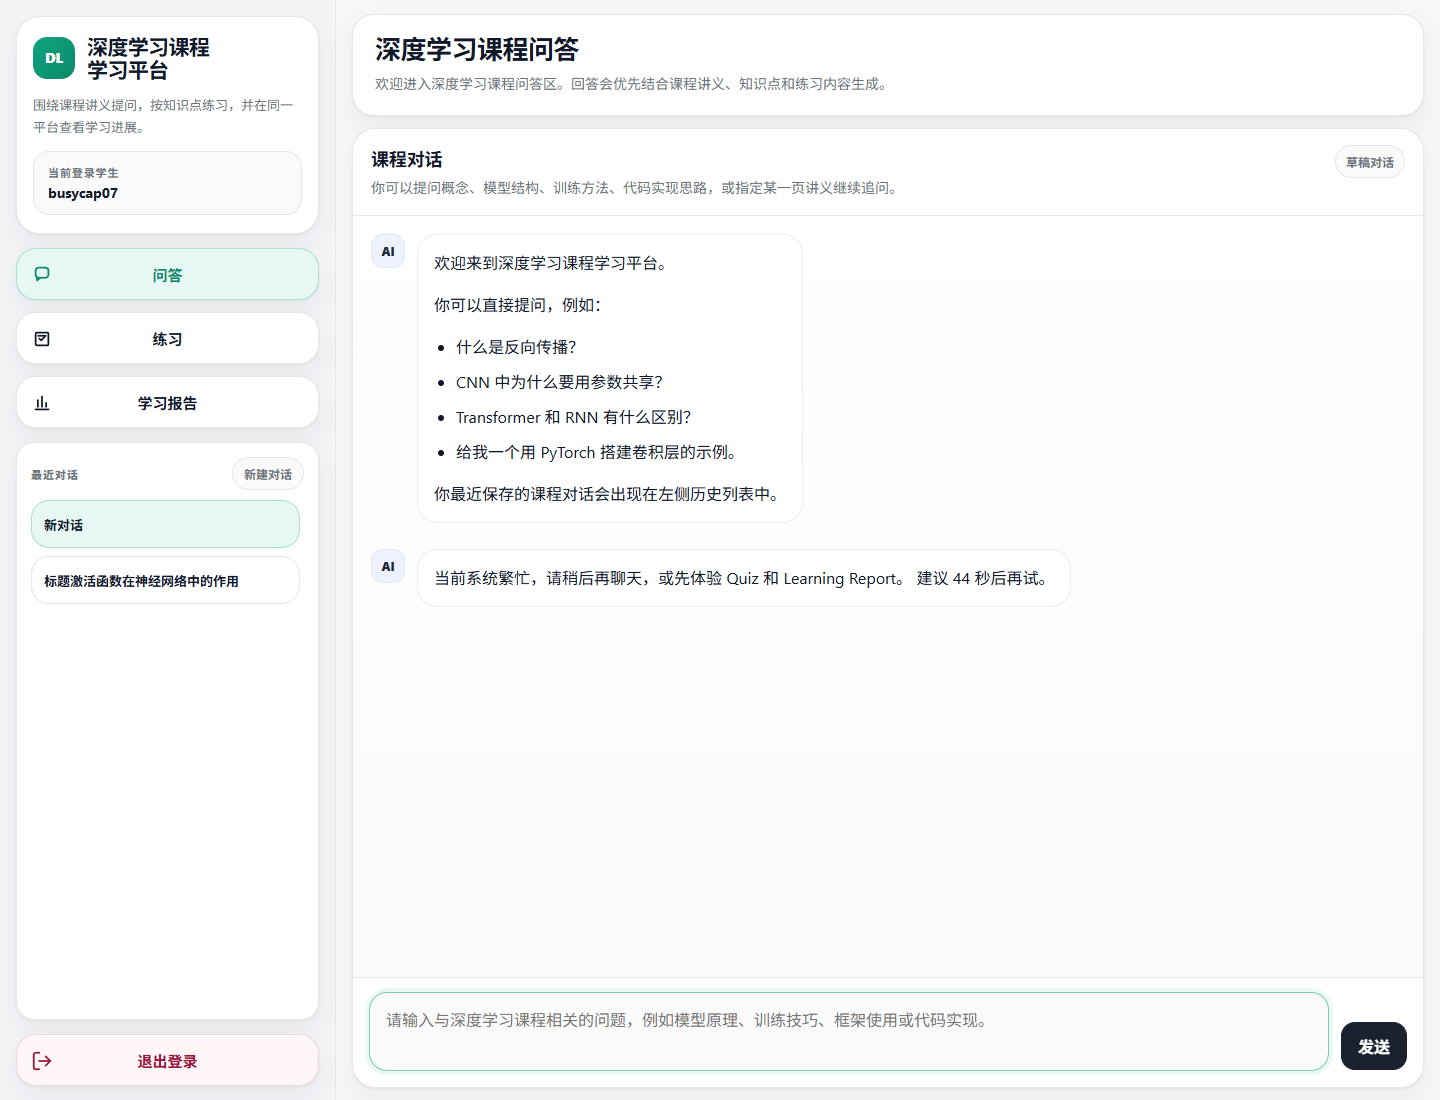 DL
深度学习课程
学习平台
围绕课程讲义提问，按知识点练习，并在同一
平台查看学习进展。
当前登录学生
busycap07
问答
练习
学习报告
最近对话
新建对话
新对话
标题激活函数在神经网络中的作用
退出登录
深度学习课程问答
欢迎进入深度学习课程问答区。回答会优先结合课程讲义、知识点和练习内容生成。
课程对话
你可以提问概念、模型结构、训练方法、代码实现思路，或指定某一页讲义继续追问。
草稿对话
AI
欢迎来到深度学习课程学习平台。
你可以直接提问，例如：
• 什么是反向传播？
• CNN 中为什么要用参数共享？
• Transformer 和 RNN 有什么区别？
• 给我一个用 PyTorch 搭建卷积层的示例。
你最近保存的课程对话会出现在左侧历史列表中。
AI
当前系统繁忙，请稍后再聊天，或先体验 Quiz 和 Learning Report。 建议 44 秒后再试。
请输入与深度学习课程相关的问题，例如模型原理、训练技巧、框架使用或代码实现。
发送